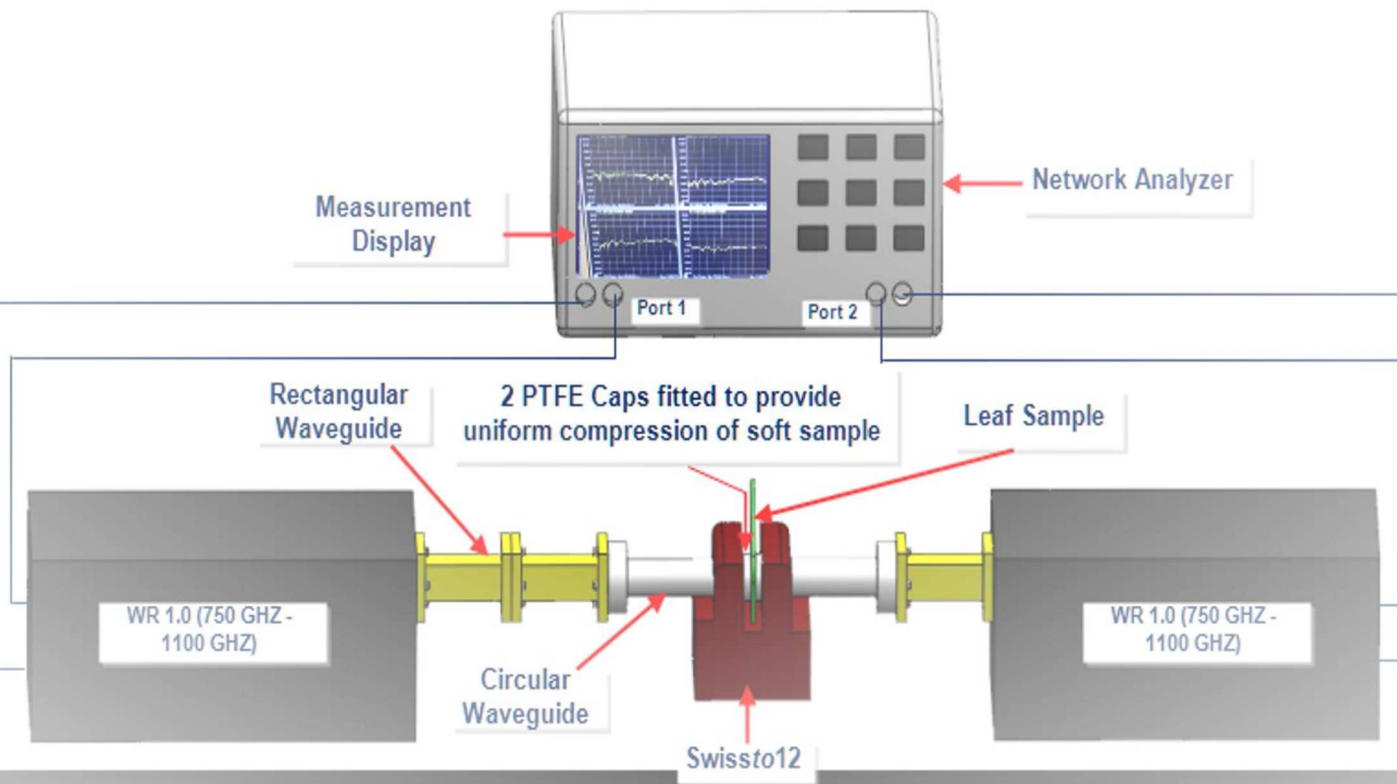 Measurement
Display
Network Analyzer
Port 1
Port 2
Rectangular
Waveguide
2 PTFE Caps fitted to provide
uniform compression of soft sample
Leaf Sample
WR 1.0 (750 GHZ -
1100 GHZ)
WR 1.0 (750 GHZ -
1100 GHZ)
Circular
Waveguide
Swissto12